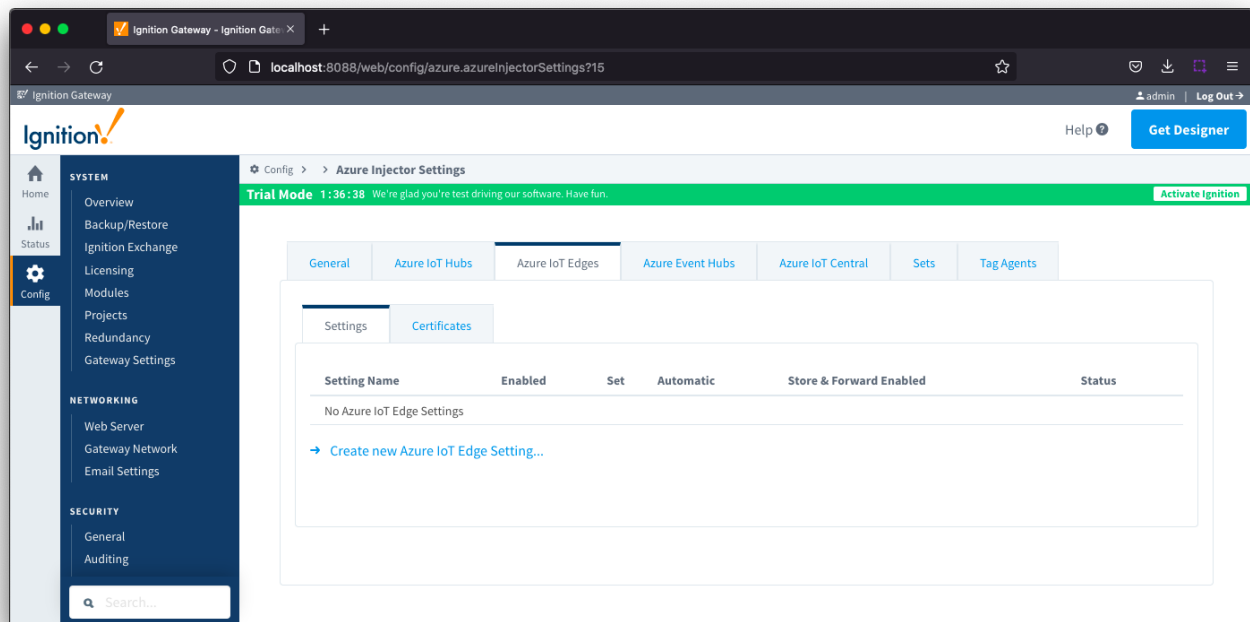 Ignition Gateway - Ignition Gate
localhost:8088/web/config/azure.azureInjectorSettings?15
Ignition Gateway
admin | Log Out
Ignition!
Help
Get Designer
Home
Status
Config
SYSTEM
Overview
Backup/Restore
Ignition Exchange
Licensing
Modules
Projects
Redundancy
Gateway Settings
NETWORKING
Web Server
Gateway Network
Email Settings
SECURITY
General
Auditing
Search...
Config > > Azure Injector Settings
Trial Mode 1:36:38 We're glad you're test driving our software. Have fun.
Activate Ignition
General Azure IoT Hubs Azure IoT Edges Azure Event Hubs Azure IoT Central Sets Tag Agents
Settings Certificates
Setting Name Enabled Set Automatic Store & Forward Enabled Status
No Azure IoT Edge Settings
Create new Azure IoT Edge Setting...